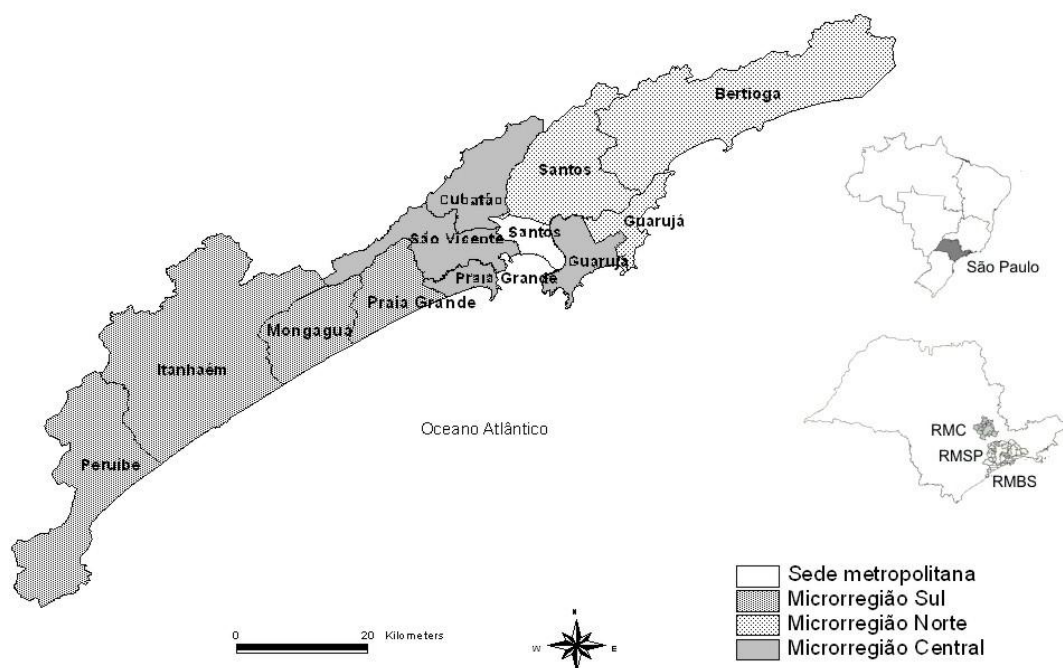 Bertioga
Santos
Cubatão
Guarujá
Santos
São Vicente
Guarujá
Praia Grande
Praia Grande
Mongaguá
Itanhaém
Peruíbe
Oceano Atlântico
São Paulo
RMC
RMSP
RMBS
Sede metropolitana
Microrregião Sul
Microrregião Norte
Microrregião Central
0
20
Kilometers
N
W
E
S